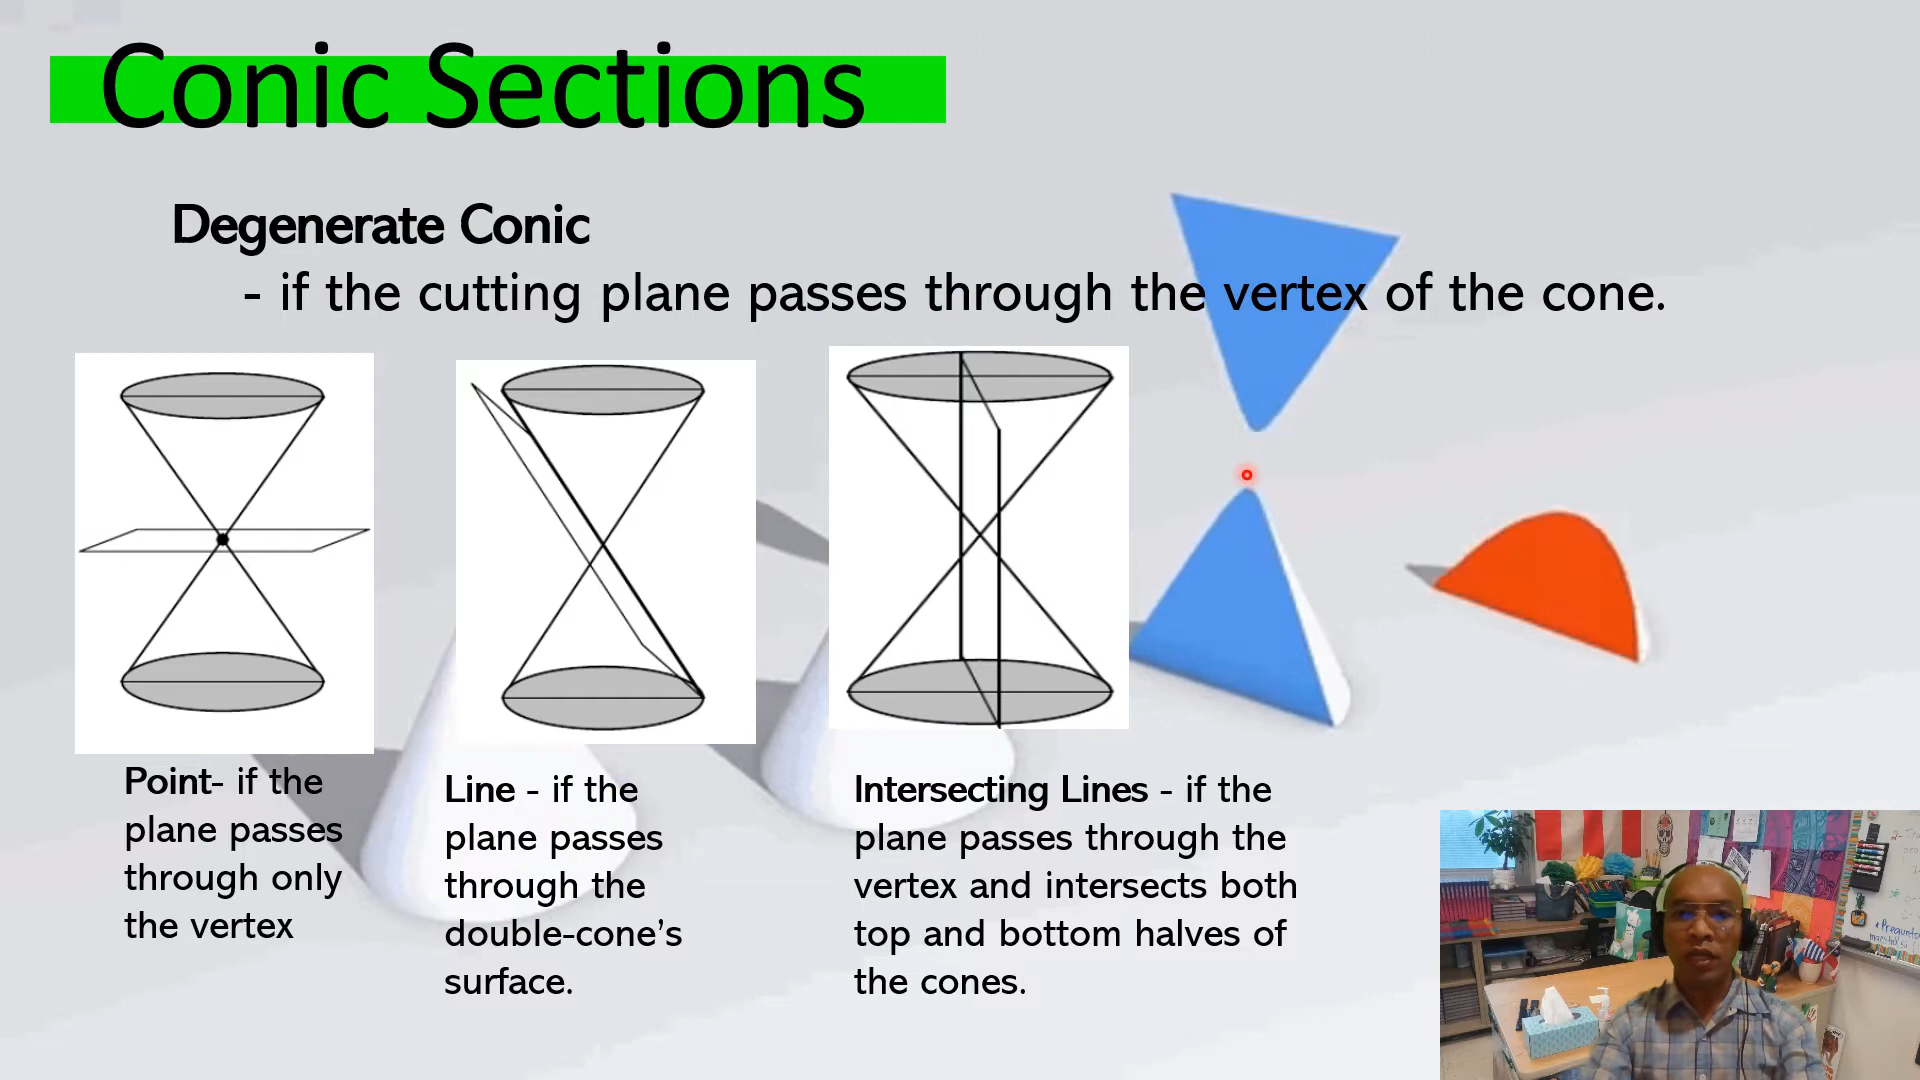 Conic Sections
Degenerate Conic
- if the cutting plane passes through the vertex of the cone.
Point- if the
plane passes
through only
the vertex
Line - if the
plane passes
through the
double-cone’s
surface.
Intersecting Lines - if the
plane passes through the
vertex and intersects both
top and bottom halves of
the cones.